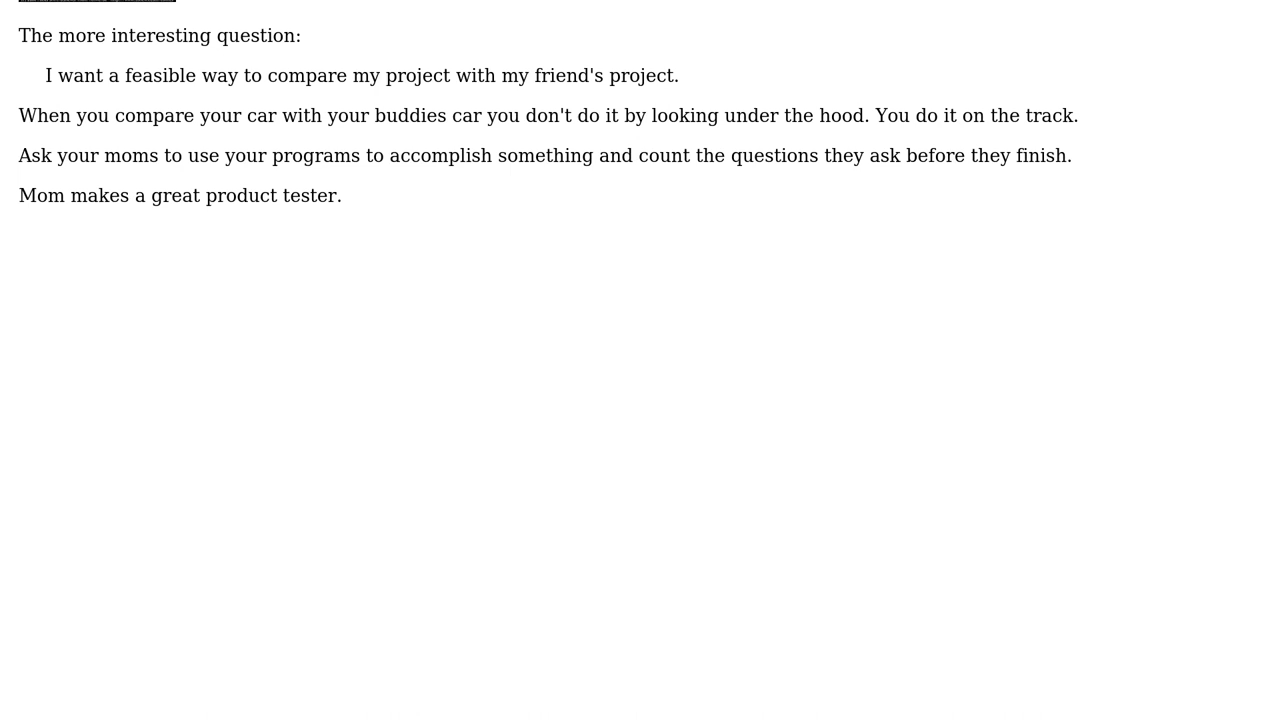 The more interesting question:
I want a feasible way to compare my project with my friend's project.
When you compare your car with your buddies car you don't do it by looking under the hood. You do it on the track.
Ask your moms to use your programs to accomplish something and count the questions they ask before they finish.
Mom makes a great product tester.